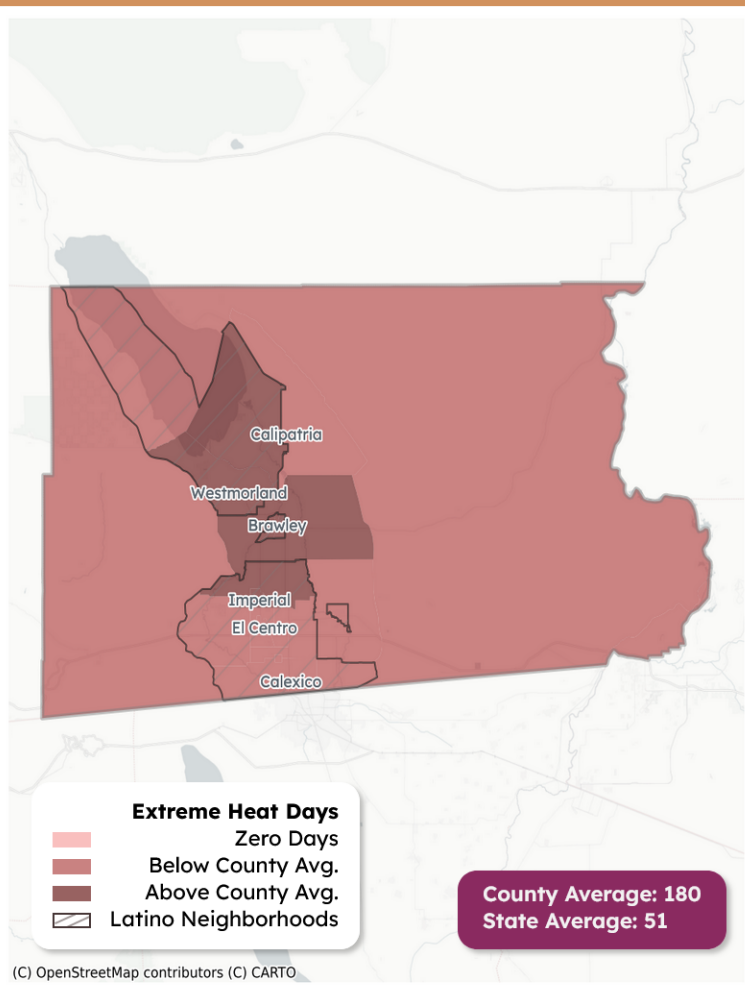 Calipatria
Westmorland
Brawley
Imperial
El Centro
Calexico
Extreme Heat Days
Zero Days
Below County Avg.
Above County Avg.
Latino Neighborhoods
County Average: 180
State Average: 51
(C) OpenStreetMap contributors (C) CARTO